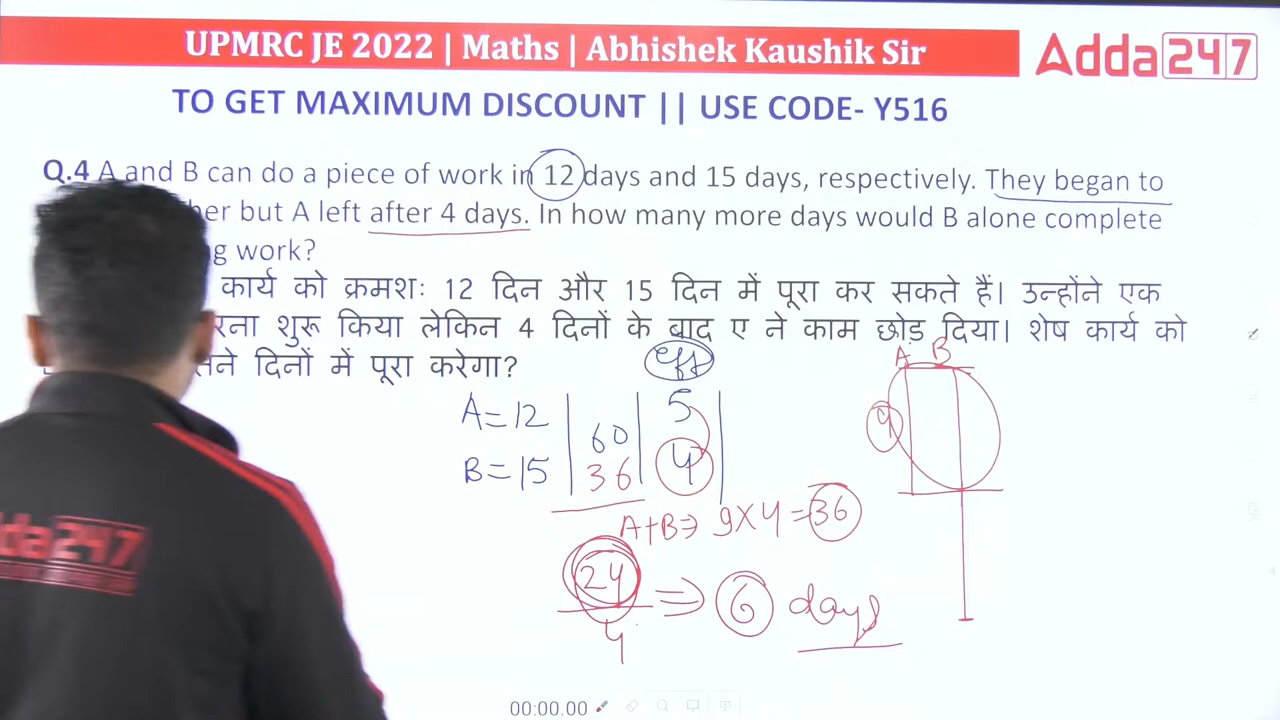 UPMRC JE 2022 | Maths | Abhishek Kaushik Sir
Adda247
TO GET MAXIMUM DISCOUNT || USE CODE- Y516
Q.4 A and B can do a piece of work in 12 days and 15 days, respectively. They began to
her but A left after 4 days. In how many more days would B alone complete
g work?
कार्य को क्रमशः 12 दिन और 15 दिन में पूरा कर सकते हैं। उन्होंने एक
रना शुरू किया लेकिन 4 दिनों के बाद ए ने काम छोड़ दिया। शेष कार्य को
तने दिनों में पूरा करेगा?
eff
A B
A=12 60 5
B=15 36 4
A+B⇒ 9×4=36
24
4
⇒ 6 days
adda247
00:00.00